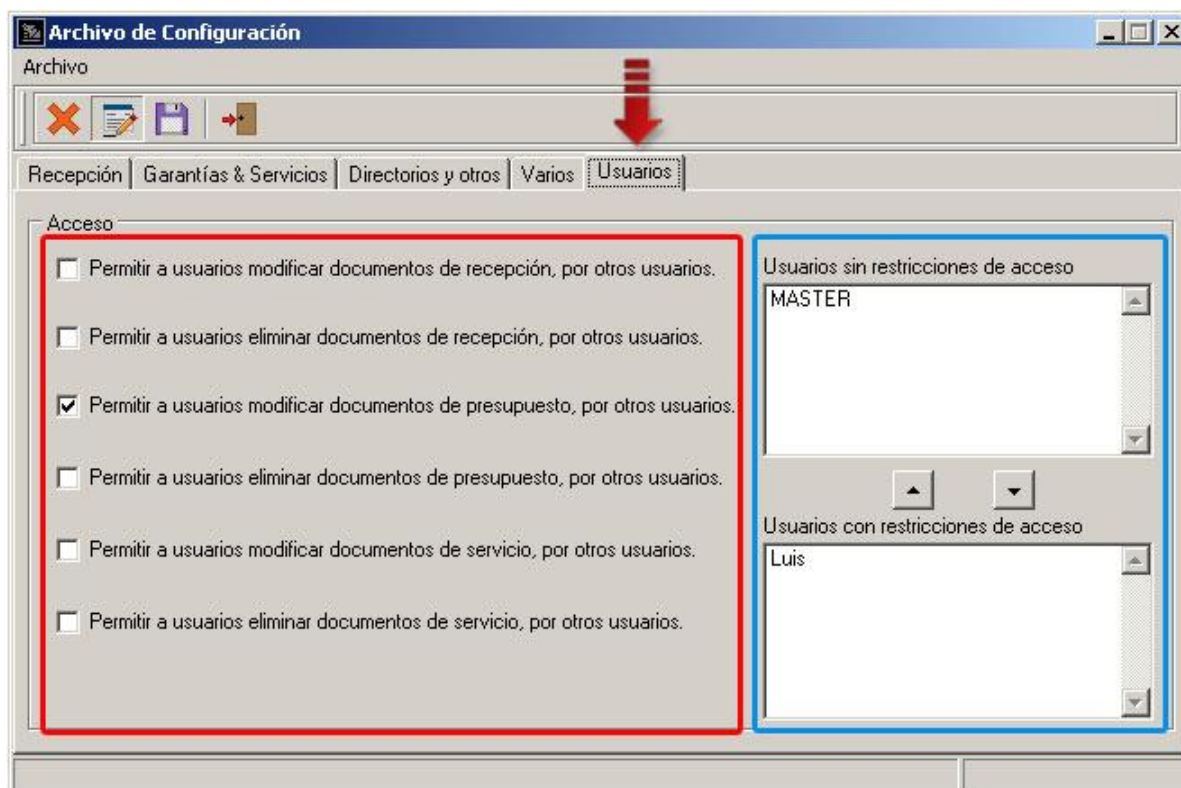 Archivo de Configuración
Archivo
Recepción
Garantías & Servicios
Directorios y otros
Varios
Usuarios
Acceso
Permitir a usuarios modificar documentos de recepción, por otros usuarios.
Permitir a usuarios eliminar documentos de recepción, por otros usuarios.
Permitir a usuarios modificar documentos de presupuesto, por otros usuarios.
Permitir a usuarios eliminar documentos de presupuesto, por otros usuarios.
Permitir a usuarios modificar documentos de servicio, por otros usuarios.
Permitir a usuarios eliminar documentos de servicio, por otros usuarios.
Usuarios sin restricciones de acceso
MASTER
Usuarios con restricciones de acceso
Luis